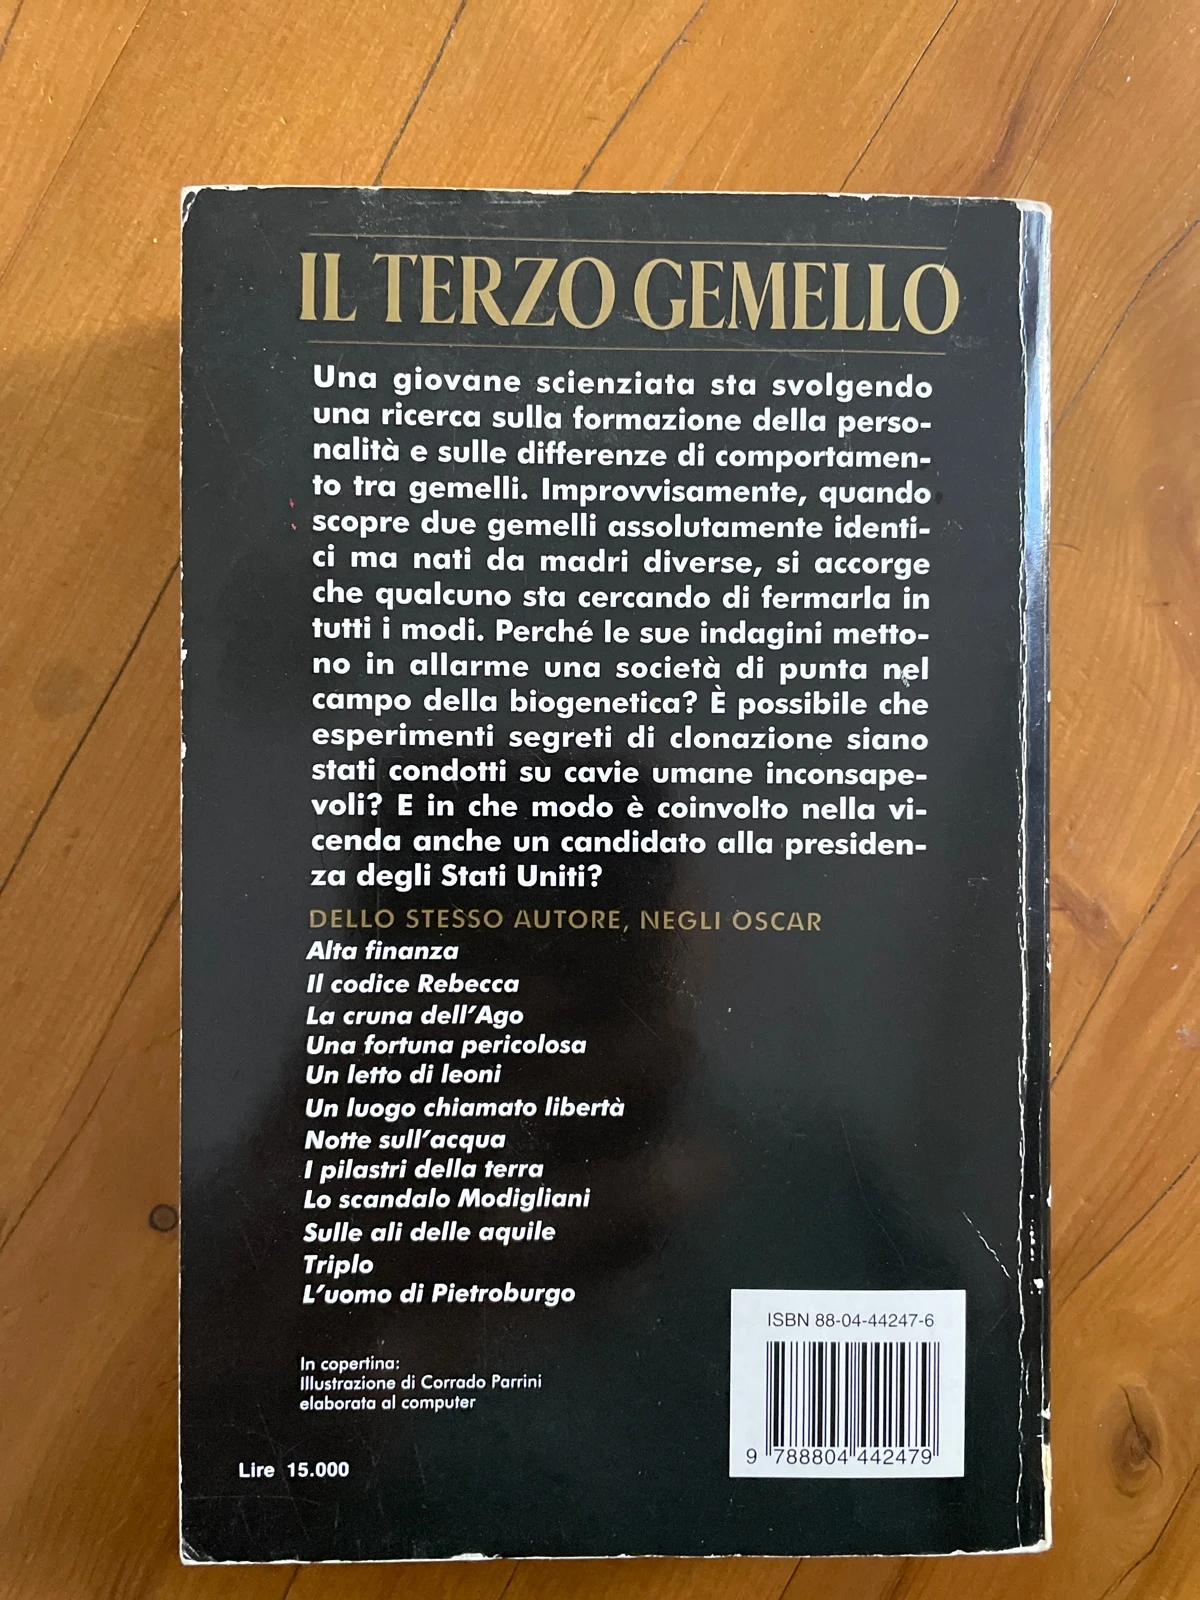 IL TERZO GEMELLO
Una giovane scienziata sta svolgendo
una ricerca sulla formazione della perso-
nalità e sulle differenze di comportamen-
to tra gemelli. Improvvisamente, quando
scopre due gemelli assolutamente identi-
ci ma nati da madri diverse, si accorge
che qualcuno sta cercando di fermarla in
tutti i modi. Perché le sue indagini metto-
no in allarme una società di punta nel
campo della biogenetica? È possibile che
esperimenti segreti di clonazione siano
stati condotti su cavie umane inconsape-
voli? E in che modo è coinvolto nella vi-
cenda anche un candidato alla presiden-
za degli Stati Uniti?
DELLO STESSO AUTORE, NEGLI OSCAR
Alta finanza
Il codice Rebecca
La cruna dell'Ago
Una fortuna pericolosa
Un letto di leoni
Un luogo chiamato libertà
Notte sull'acqua
I pilastri della terra
Lo scandalo Modigliani
Sulle ali delle aquile
Triplo
L'uomo di Pietroburgo
In copertina:
Illustrazione di Corrado Parrini
elaborata al computer
Lire 15.000
ISBN 88-04-44247-6
9 788804 442479